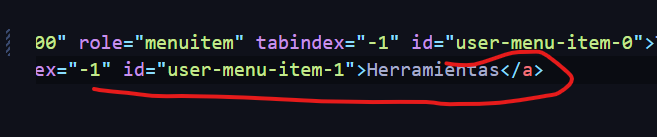 00" role="menuitem" tabindex="-1" id="user-menu-item-0">
ex="-1" id="user-menu-item-1">Herramientas</a>